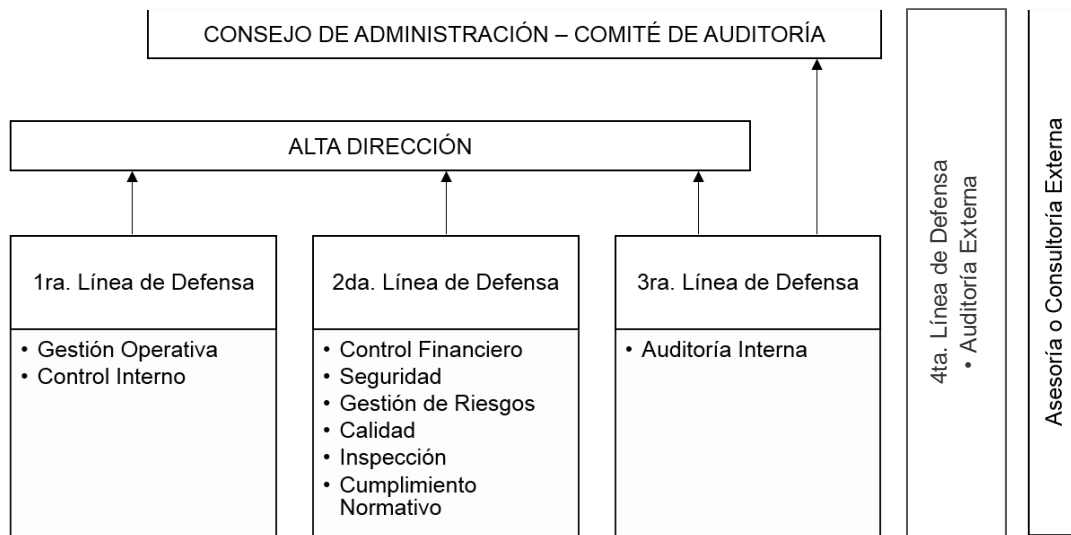 CONSEJO DE ADMINISTRACIÓN – COMITÉ DE AUDITORÍA
ALTA DIRECCIÓN
1ra. Línea de Defensa
• Gestión Operativa
• Control Interno
2da. Línea de Defensa
• Control Financiero
• Seguridad
• Gestión de Riesgos
• Calidad
• Inspección
• Cumplimiento
Normativo
3ra. Línea de Defensa
• Auditoría Interna
4ta. Línea de Defensa
• Auditoría Externa
Asesoría o Consultoría Externa